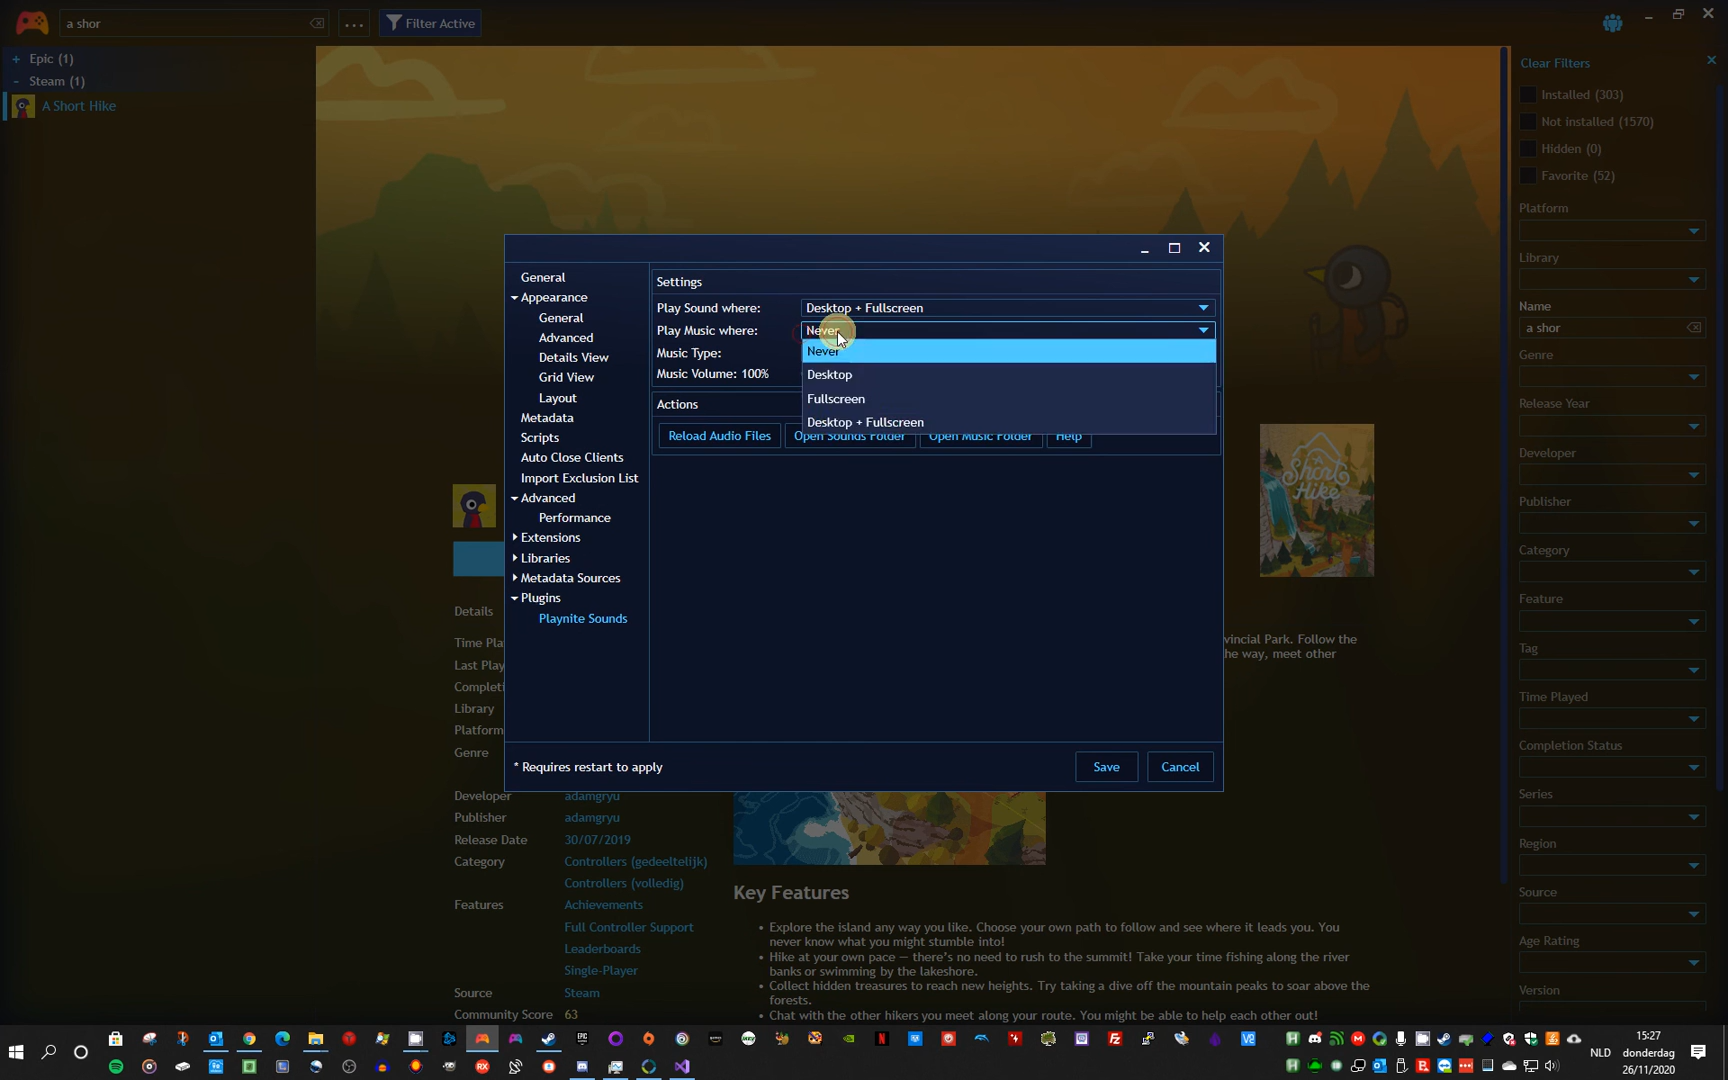 a shor
...
Filter Active
+ Epic (1)
- Steam (1)
A Short Hike
Clear Filters
Installed (303)
Not installed (1570)
Hidden (0)
Favorite (52)
Platform
Library
Name
a shor
Genre
Release Year
Developer
Publisher
Category
Feature
Tag
Time Played
Completion Status
Series
Region
Source
Age Rating
Version
General
Appearance
General
Advanced
Details View
Grid View
Layout
Metadata
Scripts
Auto Close Clients
Import Exclusion List
Advanced
Performance
Extensions
Libraries
Metadata Sources
Plugins
Playnite Sounds
Settings
Play Sound where: Desktop + Fullscreen
Play Music where: Never
Never
Desktop
Fullscreen
Desktop + Fullscreen
Music Type:
Music Volume: 100%
Actions
Reload Audio Files Open Sounds Folder Open Music Folder Help
* Requires restart to apply
Save
Cancel
A Short Hike
Details
Time Pla
Last Play
Completi
Library
Platform
Genre
vincial Park. Follow the
he way, meet other
Developer adamgryu
Publisher adamgryu
Release Date 30/07/2019
Category Controllers (gedeeltelijk)
Controllers (volledig)
Features Achievements
Full Controller Support
Leaderboards
Single-Player
Source Steam
Community Score 63
Key Features
• Explore the island any way you like. Choose your own path to follow and see where it leads you. You
never know what you might stumble into!
• Hike at your own pace — there's no need to rush to the summit! Take your time fishing along the river
banks or swimming by the lakeshore.
• Collect hidden treasures to reach new heights. Try taking a dive off the mountain peaks to soar above the
forests.
• Chat with the other hikers you meet along your route. You might be able to help each other out!
NLD
15:27
donderdag
26/11/2020